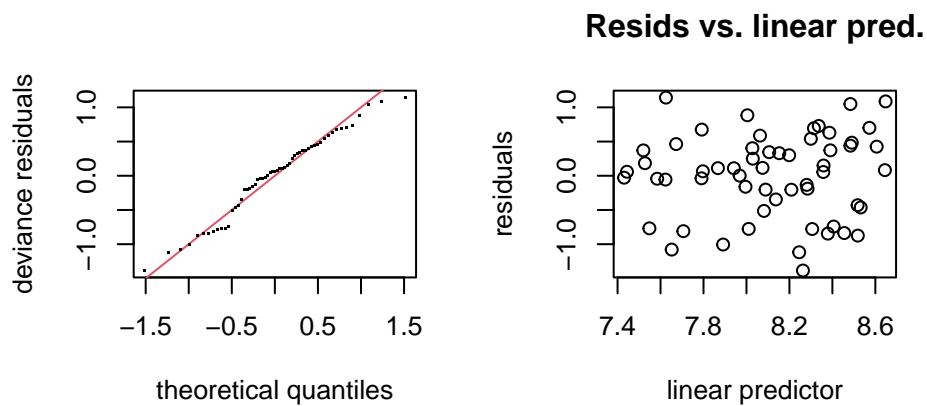 Resids vs. linear pred.
deviance residuals
−1.0
0.0
1.0
−1.5
−0.5
0.5
1.5
theoretical quantiles
residuals
−1.0
0.0
1.0
7.4
7.8
8.2
8.6
linear predictor